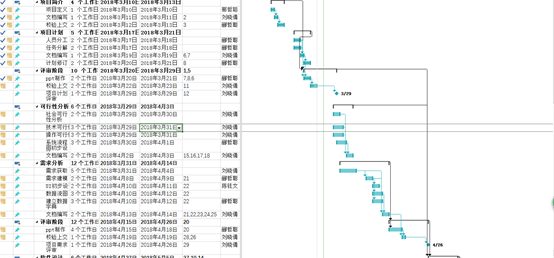 项目简介 4 个工作日 2018年3月10日 2018年3月13日
项目定义 1 个工作日 2018年3月10日 2018年3月10日
文档编写 1 个工作日 2018年3月11日 2018年3月11日 2 刘晓倩
校验上交 2 个工作日 2018年3月12日 2018年3月13日 3
项目计划 5 个工作日 2018年3月17日 2018年3月21日
人员分工 2 个工作日 2018年3月17日 2018年3月18日
任务分解 2 个工作日 2018年3月17日 2018年3月18日
文档编写 1 个工作日 2018年3月19日 2018年3月19日 6,7 刘晓倩
计划修订 2 个工作日 2018年3月20日 2018年3月21日 8
评审阶段 10 个工作日 2018年3月20日 2018年3月29日 1,5
ppt制作 2 个工作日 2018年3月20日 2018年3月21日 7,8,6
校验上交 2 个工作日 2018年3月22日 2018年3月23日 11 刘晓倩
项目计划评审 1 个工作日 2018年3月29日 2018年3月29日 12 刘晓倩
3/29
可行性分析 6 个工作日 2018年3月29日 2018年4月3日
社会可行性分析 2 个工作日 2018年3月29日 2018年3月30日 刘晓倩
技术可行 3 个工作日 2018年3月29日 2018年3月31日 刘晓倩
操作可行 3 个工作日 2018年3月29日 2018年3月31日 刘晓倩
系统流程图初步设 3 个工作日 2018年3月30日 2018年4月1日
文档编写 2 个工作日 2018年4月2日 2018年4月3日 15,16,17,18 刘晓倩
需求分析 12 个工作日 2018年3月31日 2018年4月14日
需求获取 5 个工作日 2018年3月31日 2018年4月4日 刘晓倩
需求建模 2 个工作日 2018年4月8日 2018年4月9日 21
2 个工作日 2018年4月10日 2018年4月11日 22
数据流图 3 个工作日 2018年4月10日 2018年4月12日 22
建立数据字典 3 个工作日 2018年4月10日 2018年4月12日 22
文档编写 2 个工作日 2018年4月13日 2018年4月14日 21,22,23,24,25 刘晓倩
评审阶段 12 个工作日 2018年4月15日 2018年4月26日 20
ppt制作 4 个工作日 2018年4月15日 2018年4月18日 20
校验上交 2 个工作日 2018年4月19日 2018年4月19日 28,26 刘晓倩
项目需求评审 1 个工作日 2018年4月26日 2018年4月26日 29 刘晓倩
4/26